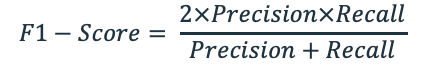 F1 − Score = 2×Precision×Recall / Precision + Recall